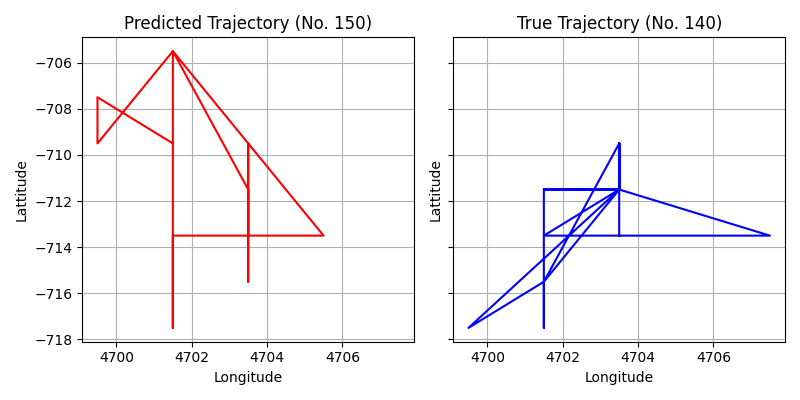 Predicted Trajectory (No. 150)
True Trajectory (No. 140)
Lattitude
−706
−708
−710
−712
−714
−716
−718
4700
4702
4704
4706
Longitude
Lattitude
4700
4702
4704
4706
Longitude